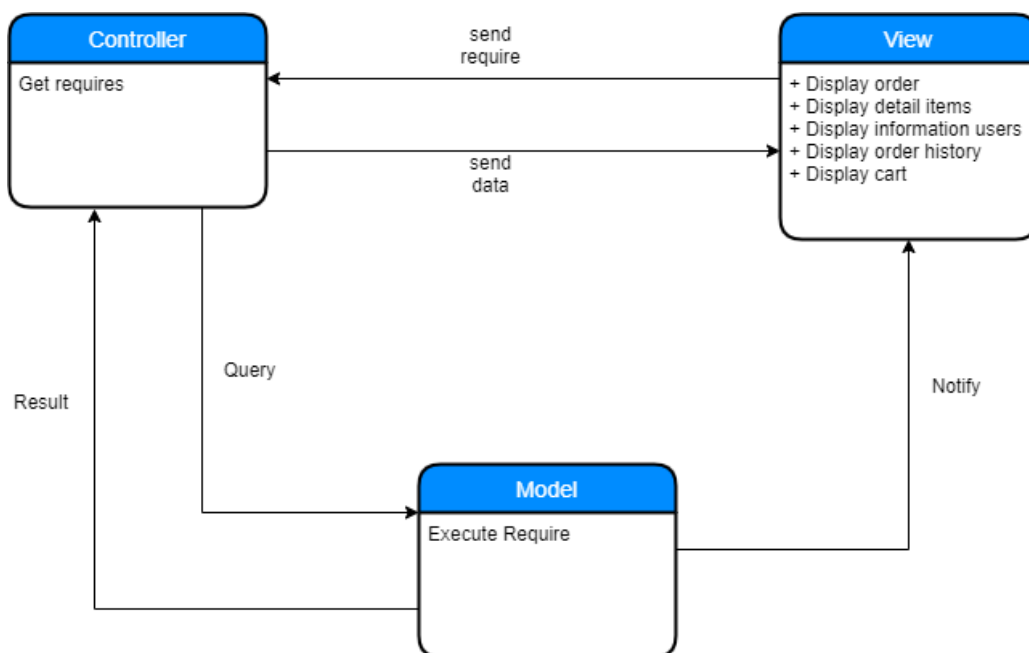 Controller
Get requires
send
require
send
data
View
+ Display order
+ Display detail items
+ Display information users
+ Display order history
+ Display cart
Result
Query
Notify
Model
Execute Require